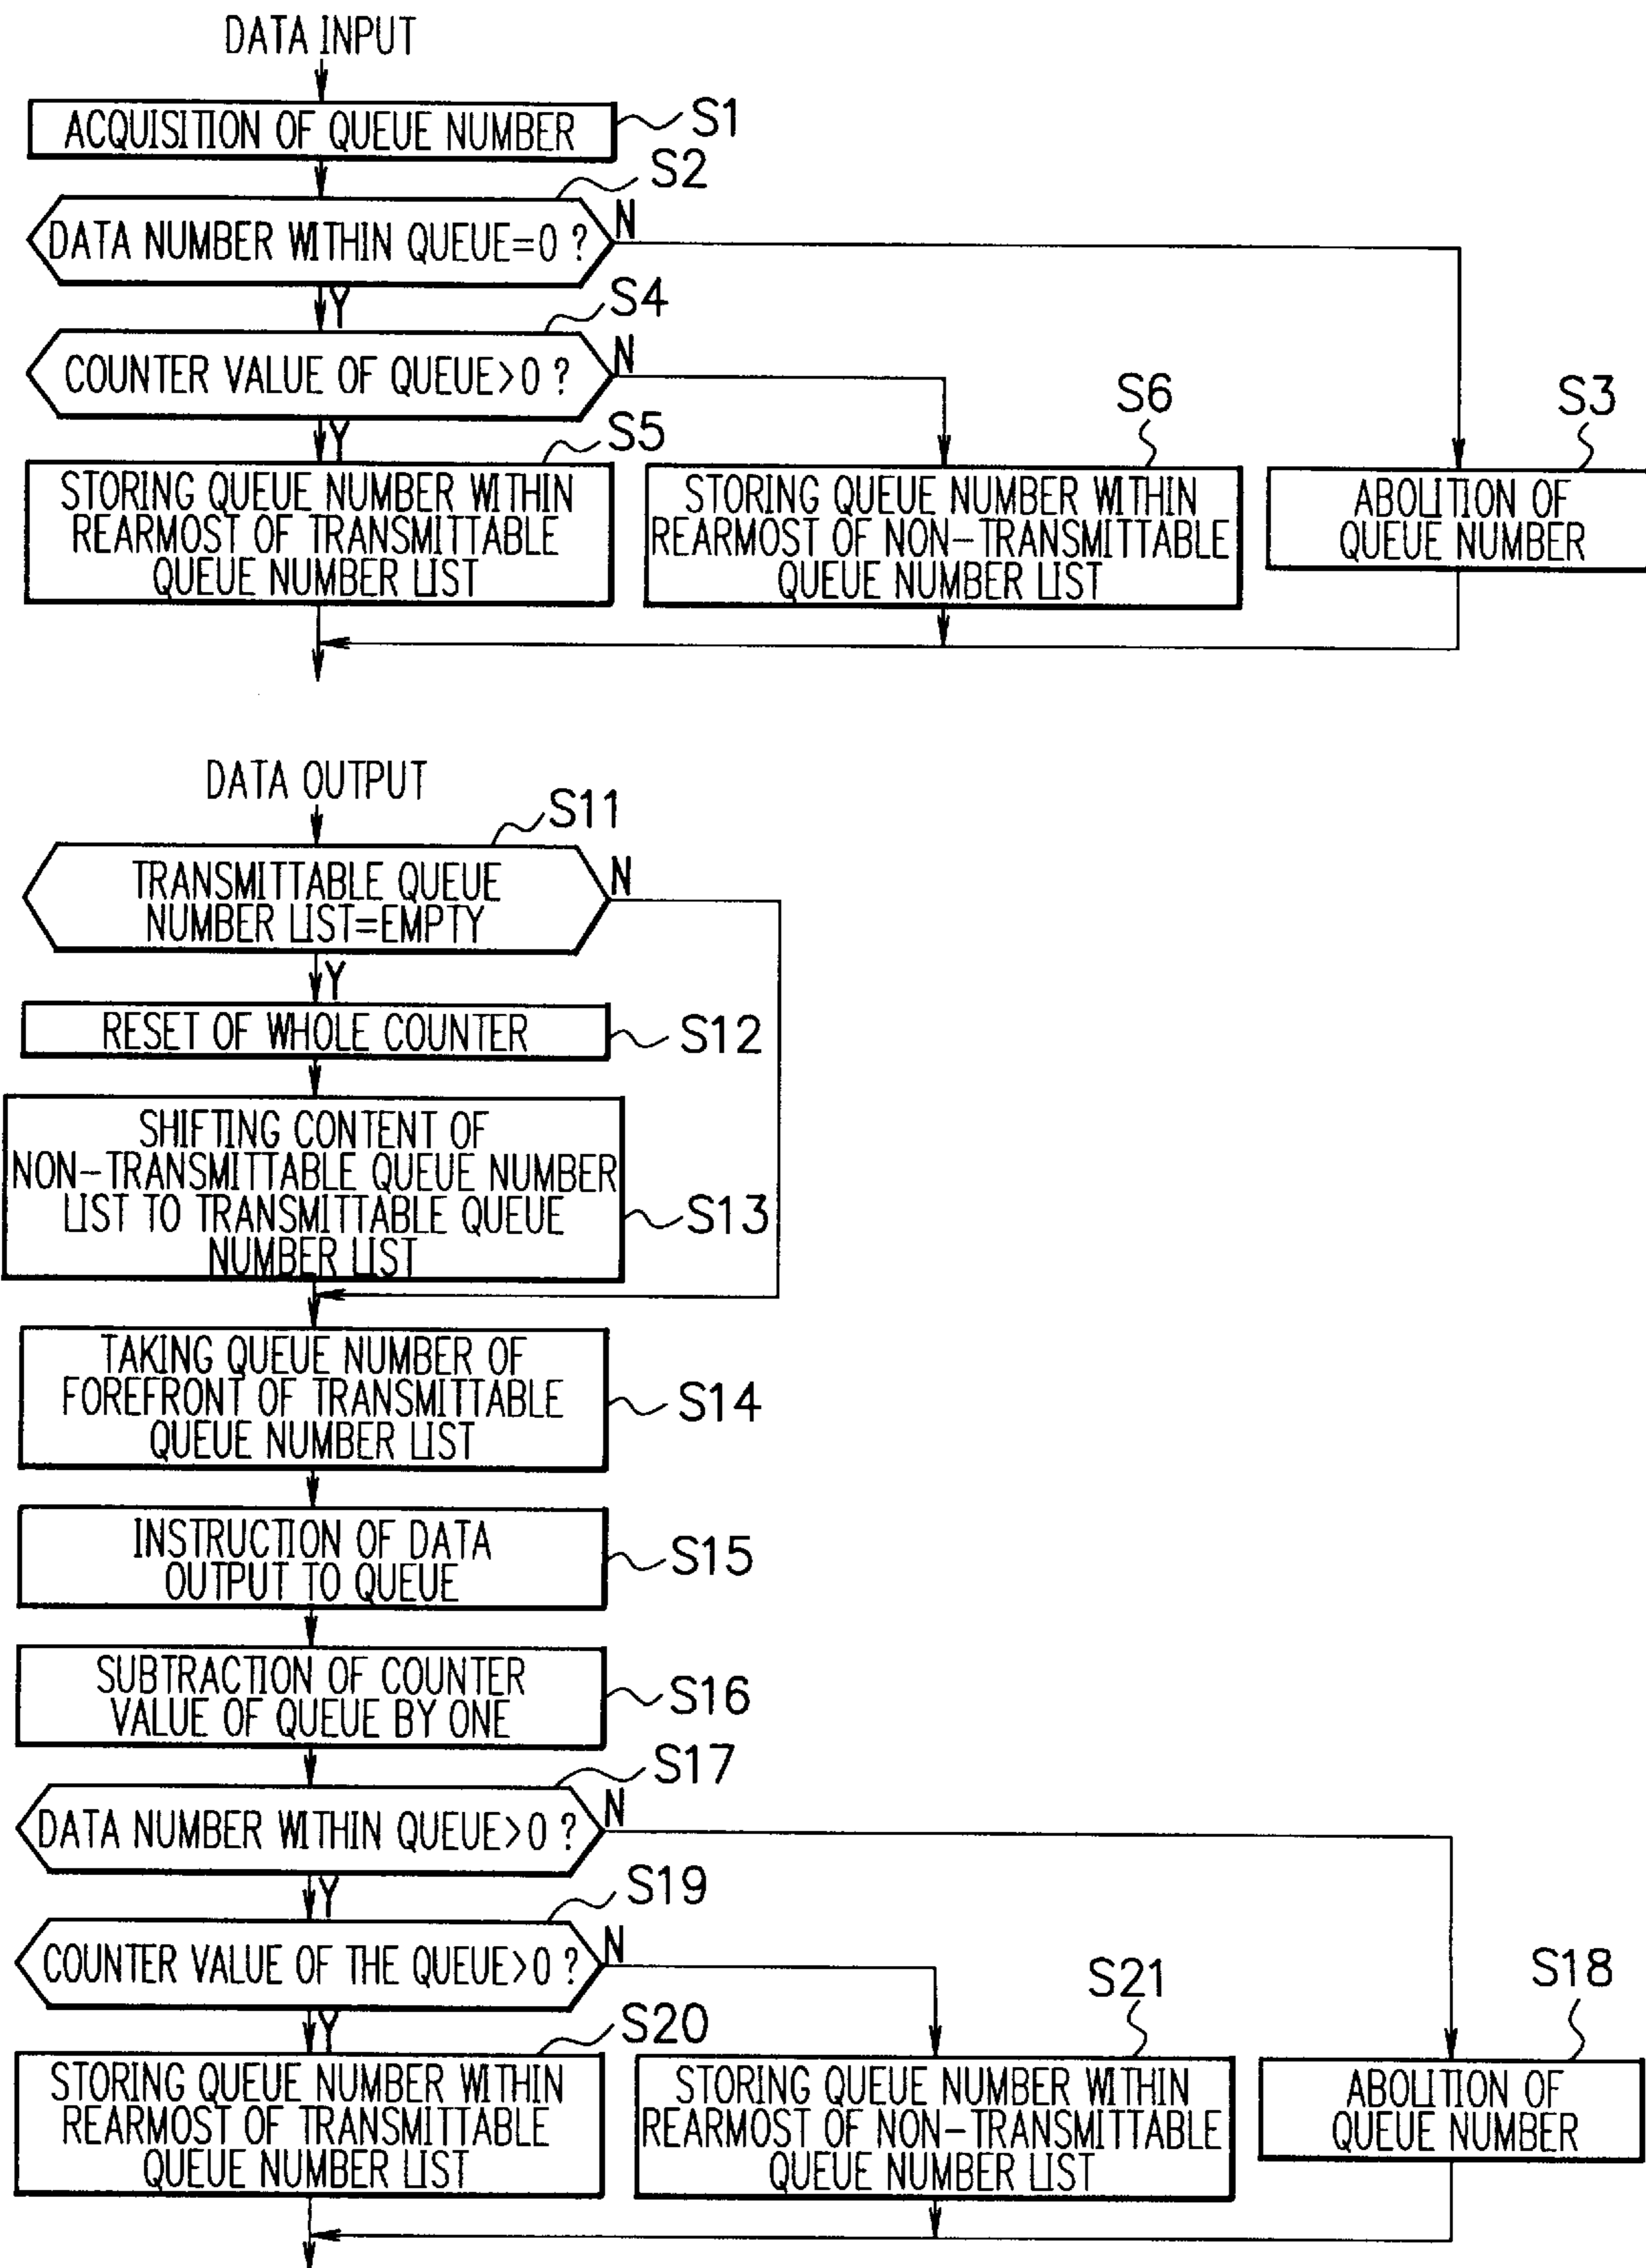 DATA INPUT
ACQUISITION OF QUEUE NUMBER
S1
S2
DATA NUMBER WITHIN QUEUE=0 ?
N
Y
S4
COUNTER VALUE OF QUEUE>0 ?
N
Y
S5
STORING QUEUE NUMBER WITHIN
REARMOST OF TRANSMITTABLE
QUEUE NUMBER LIST
S6
STORING QUEUE NUMBER WITHIN
REARMOST OF NON-TRANSMITTABLE
QUEUE NUMBER LIST
S3
ABOLITION OF
QUEUE NUMBER
DATA OUTPUT
S11
TRANSMITTABLE QUEUE
NUMBER LIST=EMPTY
N
Y
RESET OF WHOLE COUNTER
S12
SHIFTING CONTENT OF
NON-TRANSMITTABLE QUEUE NUMBER
LIST TO TRANSMITTABLE QUEUE
NUMBER LIST
S13
TAKING QUEUE NUMBER OF
FOREFRONT OF TRANSMITTABLE
QUEUE NUMBER LIST
S14
INSTRUCTION OF DATA
OUTPUT TO QUEUE
S15
SUBTRACTION OF COUNTER
VALUE OF QUEUE BY ONE
S16
S17
DATA NUMBER WITHIN QUEUE>0 ?
N
Y
S19
COUNTER VALUE OF THE QUEUE>0 ?
N
Y
S20
STORING QUEUE NUMBER WITHIN
REARMOST OF TRANSMITTABLE
QUEUE NUMBER LIST
S21
STORING QUEUE NUMBER WITHIN
REARMOST OF NON-TRANSMITTABLE
QUEUE NUMBER LIST
S18
ABOLITION OF
QUEUE NUMBER